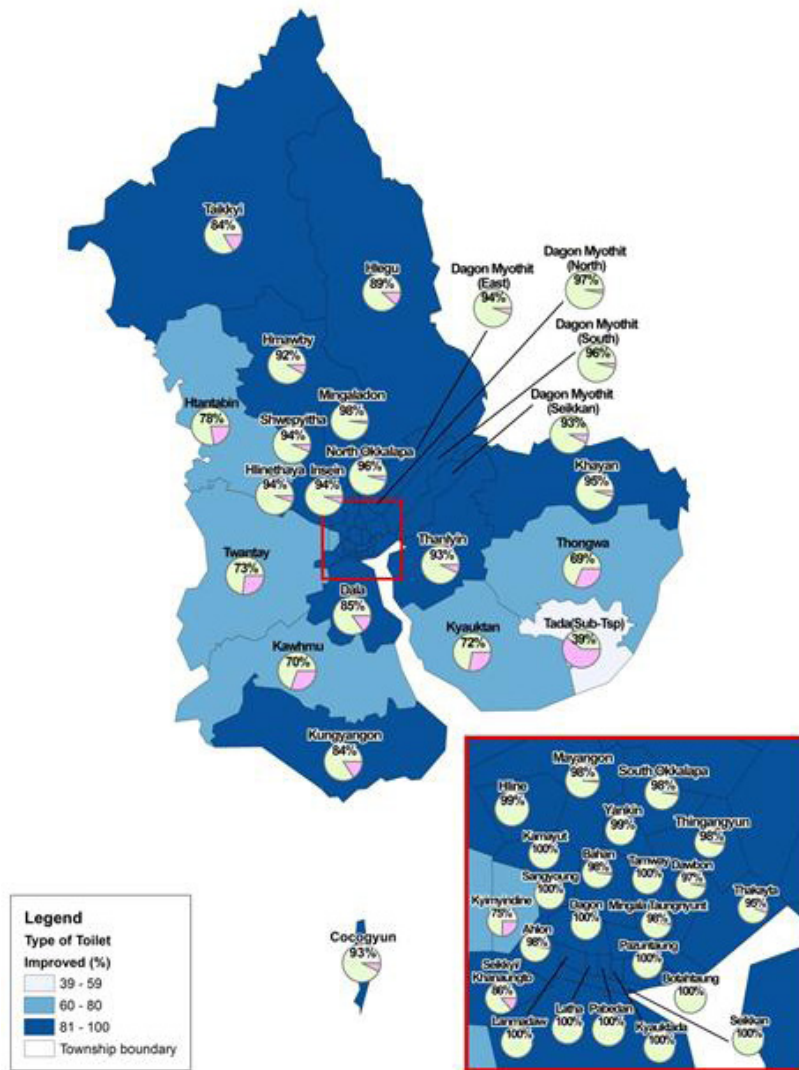 Taikkyi
84%
Hlegu
89%
Dagon Myothit
(East)
94%
Dagon Myothit
(North)
97%
Dagon Myothit
(South)
96%
Dagon Myothit
(Seikkan)
93%
Hmawby
92%
Mingaladon
98%
Htantabin
78%
Shwepyitha
94%
North Okkalapa
96%
Hlinethaya
94%
Insein
94%
Khayan
95%
Thanlyin
93%
Thongwa
69%
Twantay
73%
Dala
85%
Kyauktan
72%
Tada(Sub-Tsp)
39%
Kawhmu
70%
Kungyangon
84%
Cocogyun
93%
Legend
Type of Toilet
Improved (%)
39 - 59
60 - 80
81 - 100
Township boundary
Mayangon
98%
South Okkalapa
98%
Hline
99%
Yankin
99%
Thingangyun
98%
Kamayut
100%
Bahan
98%
Tamway
100%
Dawbon
97%
Sangyoung
100%
Thakayta
95%
Kyimyindine
75%
Dagon
100%
MingalaTaungnyunt
98%
Ahlon
98%
Pazuntaung
100%
Seikkyi/
Khanaungto
86%
Botahtaung
100%
Lanmadaw
100%
Latha
100%
Pabedan
100%
Kyauktada
100%
Seikkan
100%